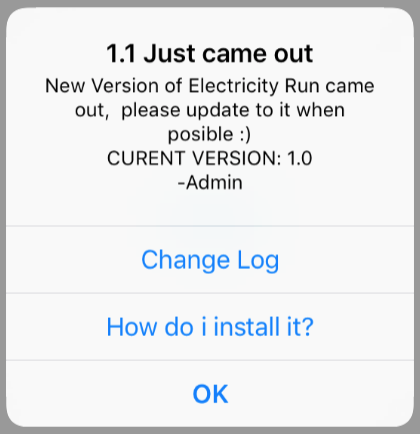 1.1 Just came out
New Version of Electricity Run came
out,  please update to it when
posible :)
CURENT VERSION: 1.0
-Admin
Change Log
How do i install it?
OK